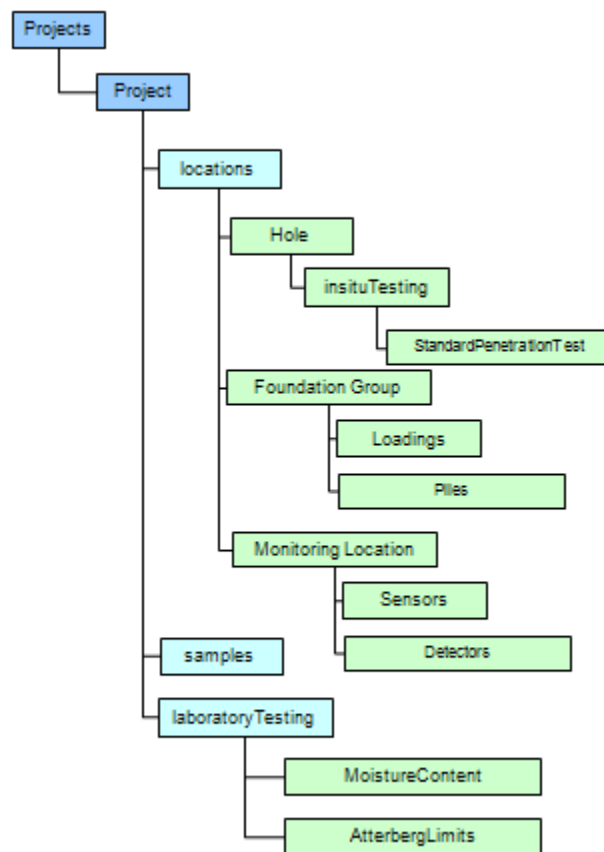 Projects
Project
locations
Hole
insituTesting
StandardPenetrationTest
Foundation Group
Loadings
Piles
Monitoring Location
Sensors
Detectors
samples
laboratoryTesting
MoistureContent
AtterbergLimits